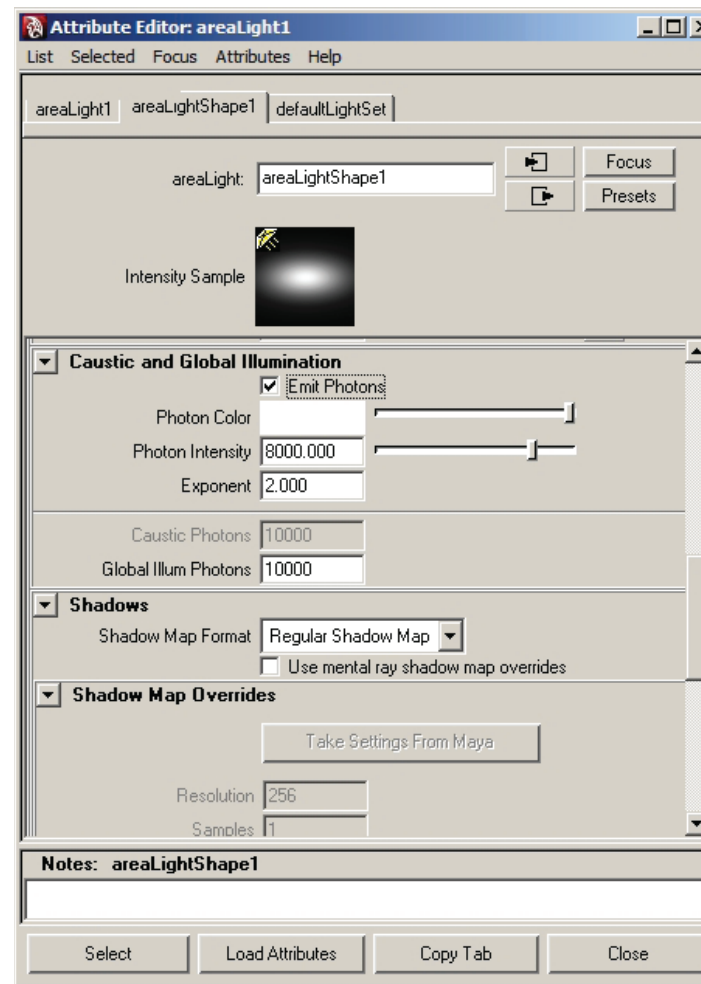 Attribute Editor: areaLight1
List Selected Focus Attributes Help
areaLight1 areaLightShape1 defaultLightSet
areaLight: areaLightShape1 Focus
Presets
Intensity Sample
Caustic and Global Illumination
Emit Photons
Photon Color
Photon Intensity 8000.000
Exponent 2.000
Caustic Photons 10000
Global Illum Photons 10000
Shadows
Shadow Map Format Regular Shadow Map
Use mental ray shadow map overrides
Shadow Map Overrides
Take Settings From Maya
Resolution 256
Samples 1
Notes: areaLightShape1
Select Load Attributes Copy Tab Close